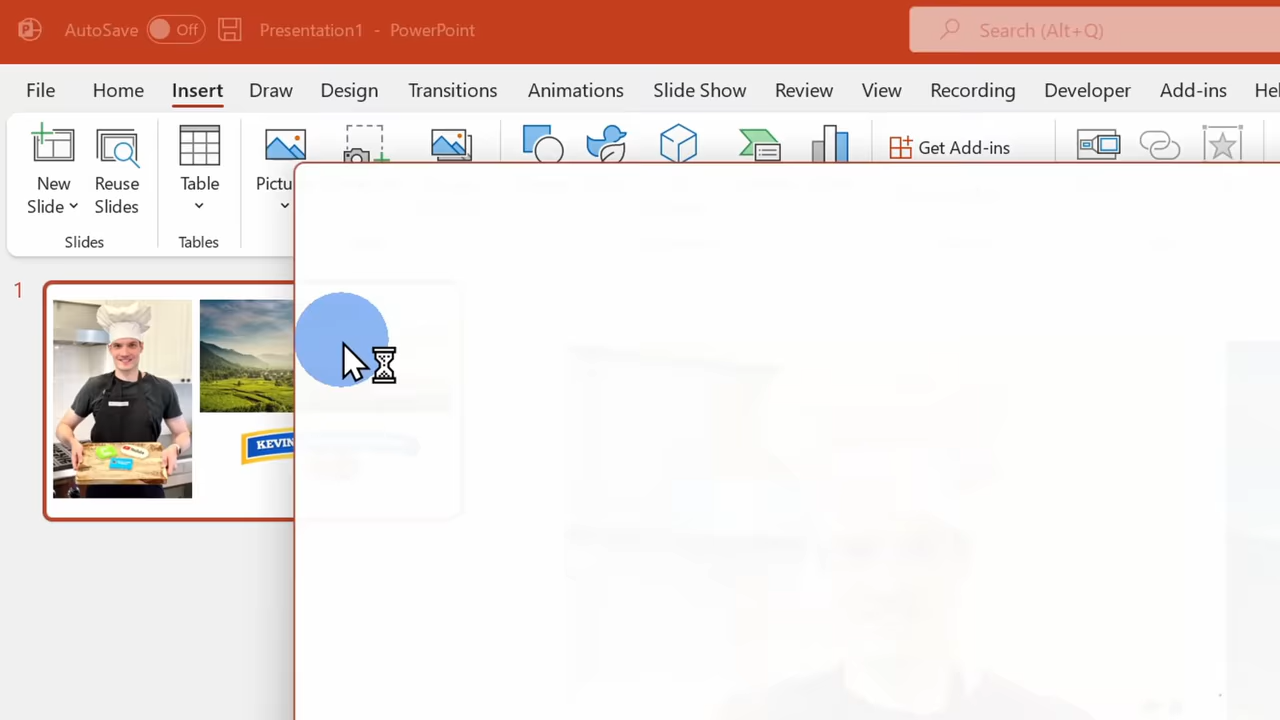 AutoSave Off Presentation1 - PowerPoint Search (Alt+Q)
File Home Insert Draw Design Transitions Animations Slide Show Review View Recording Developer Add-ins
New Slide
Reuse Slides
Table
Get Add-ins
Slides
Tables
1
KEVIN